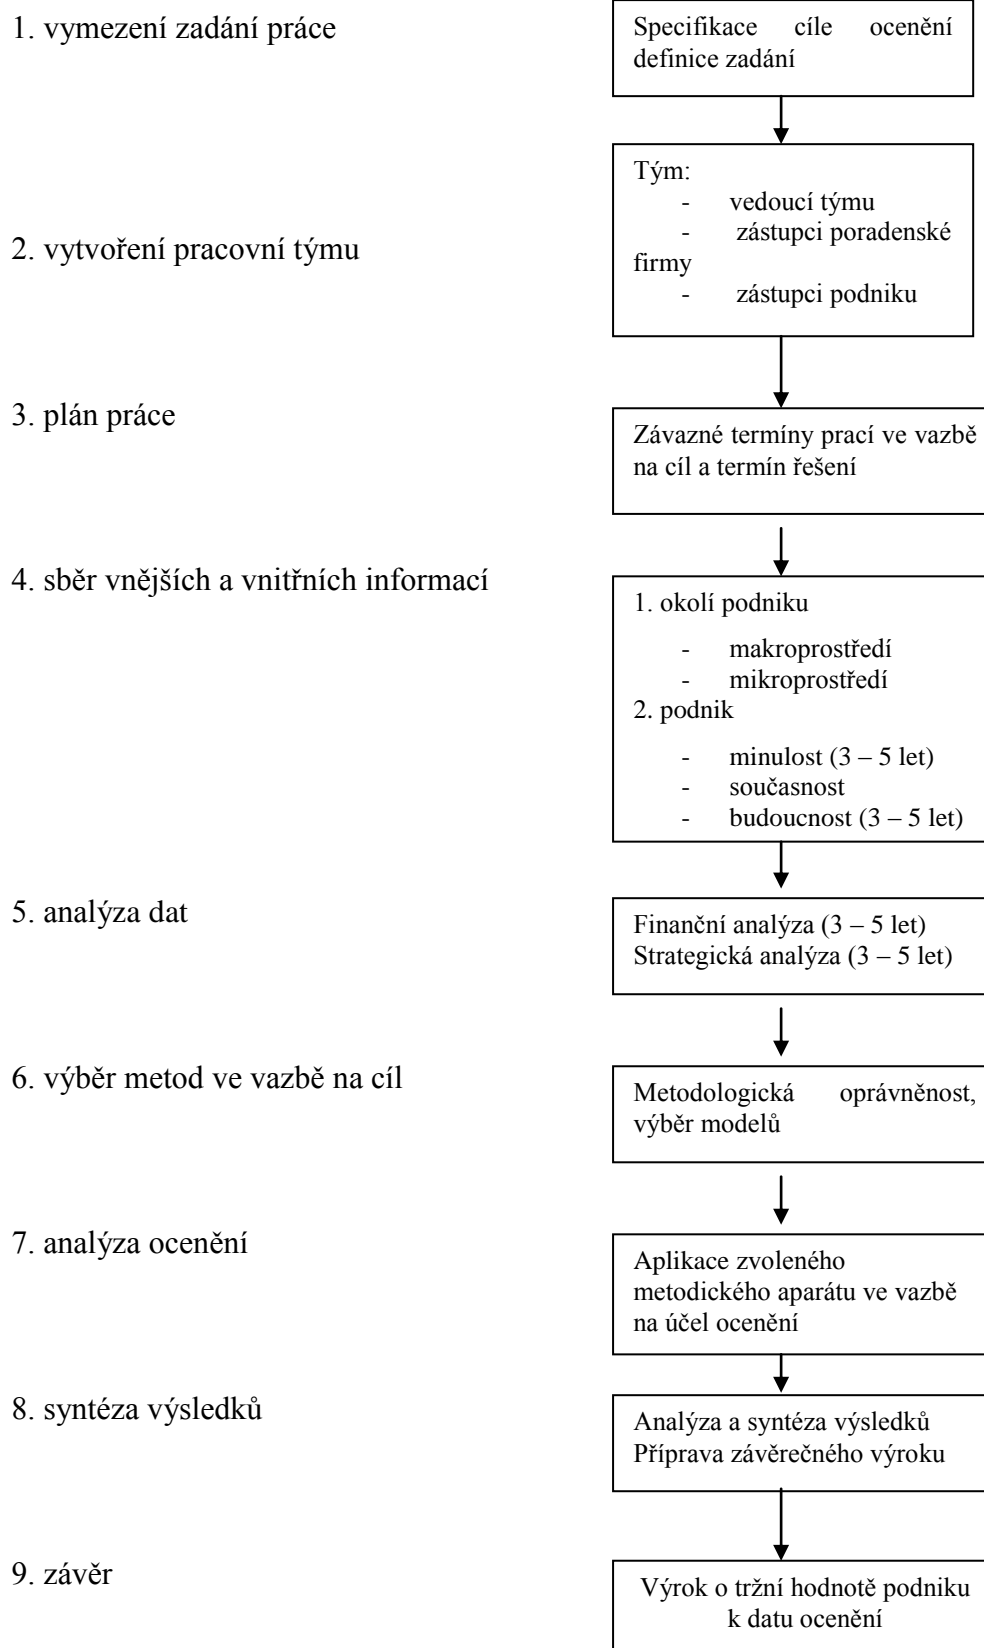 1. vymezení zadání práce
Specifikace cíle ocenění
definice zadání
Tým:
- vedoucí týmu
- zástupci poradenské
firmy
- zástupci podniku
2. vytvoření pracovní týmu
3. plán práce
Závazné termíny prací ve vazbě
na cíl a termín řešení
4. sběr vnějších a vnitřních informací
1. okolí podniku
- makroprostředí
- mikroprostředí
2. podnik
- minulost (3 – 5 let)
- současnost
- budoucnost (3 – 5 let)
5. analýza dat
Finanční analýza (3 – 5 let)
Strategická analýza (3 – 5 let)
6. výběr metod ve vazbě na cíl
Metodologická oprávněnost,
výběr modelů
7. analýza ocenění
Aplikace zvoleného
metodického aparátu ve vazbě
na účel ocenění
8. syntéza výsledků
Analýza a syntéza výsledků
Příprava závěrečného výroku
9. závěr
Výrok o tržní hodnotě podniku
k datu ocenění